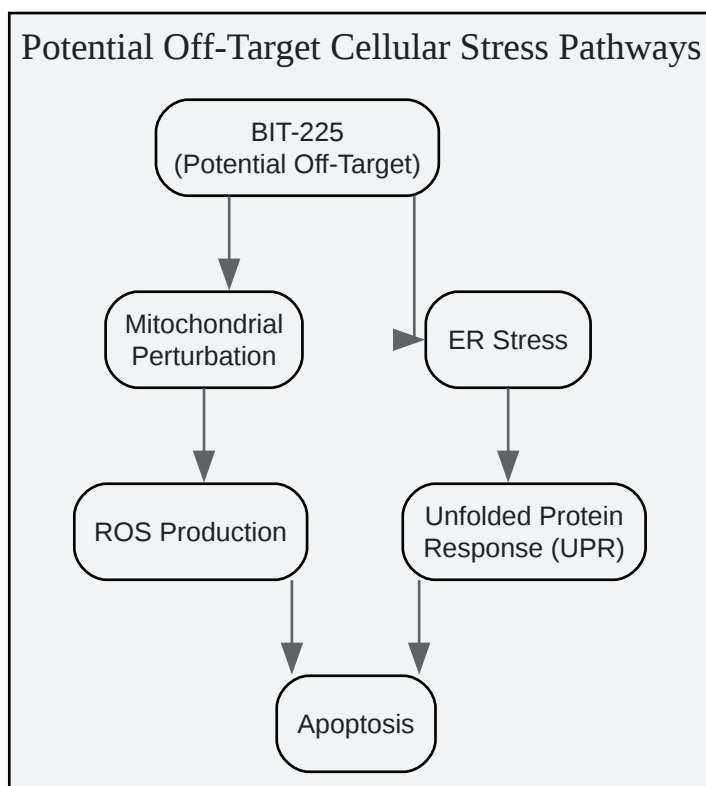 Potential Off-Target Cellular Stress Pathways
BIT-225
(Potential Off-Target)
Mitochondrial
Perturbation
ER Stress
ROS Production
Unfolded Protein
Response (UPR)
Apoptosis